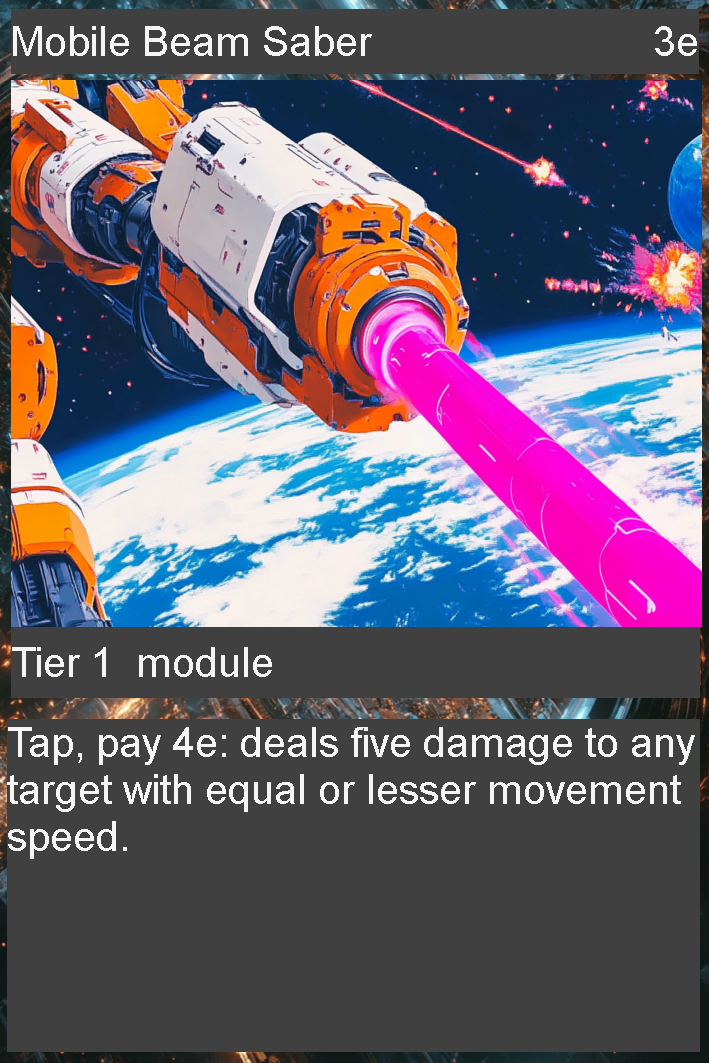 Mobile Beam Saber 3e
Tier 1  module
Tap, pay 4e: deals five damage to any
target with equal or lesser movement
speed.